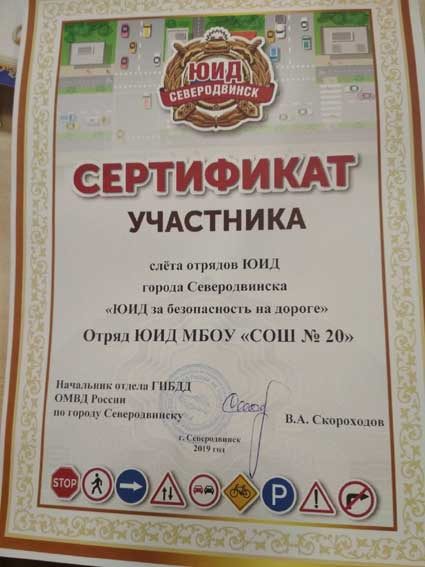 ЮИД
СЕВЕРОДВИНСК
СЕРТИФИКАТ
УЧАСТНИКА
слёта отрядов ЮИД
города Северодвинска
«ЮИД за безопасность на дороге»
Отряд ЮИД МБОУ «СОШ № 20»
Начальник отдела ГИБДД
ОМВД России
по городу Северодвинску
В.А. Скороходов
г. Северодвинск
2019 год
STOP
P